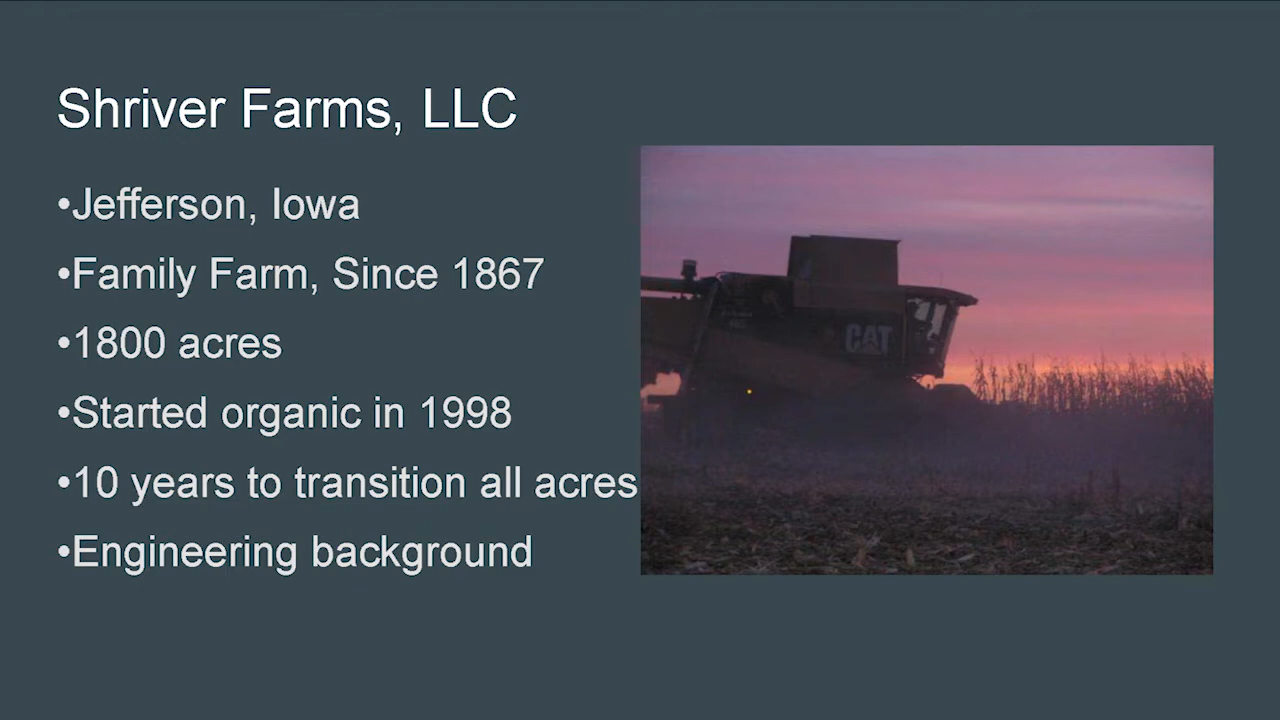 Shriver Farms, LLC
•Jefferson, Iowa
•Family Farm, Since 1867
•1800 acres
•Started organic in 1998
•10 years to transition all acres
•Engineering background
CAT